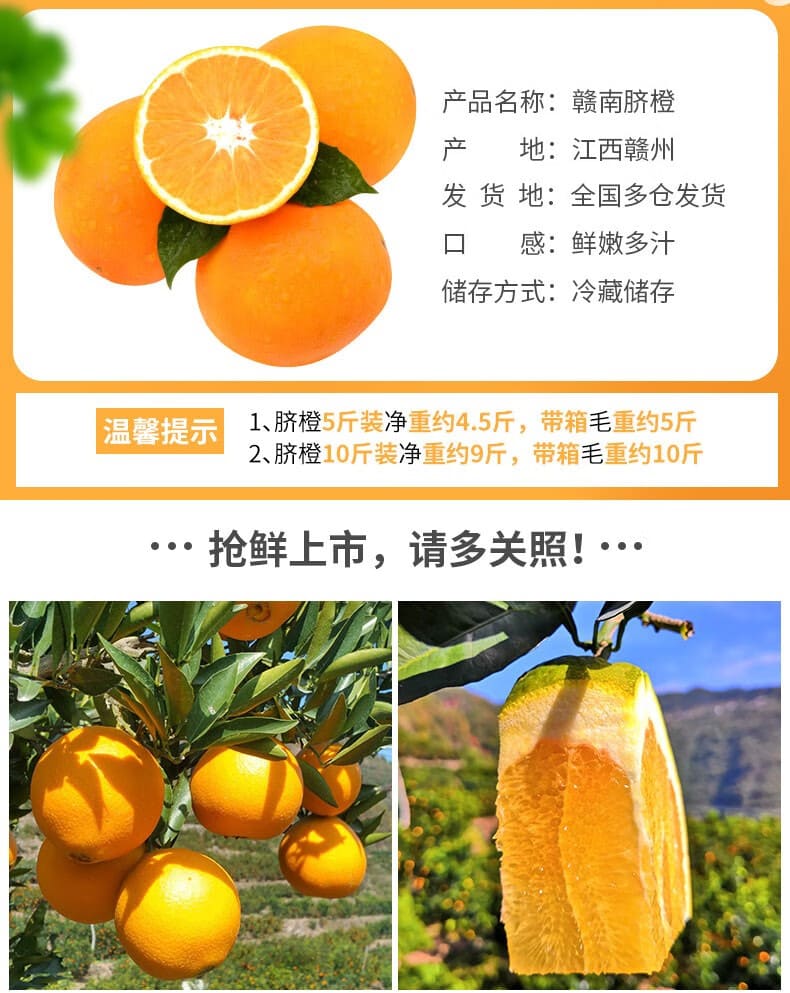 产品名称：赣南脐橙
产地：江西赣州
发货地：全国多仓发货
口感：鲜嫩多汁
储存方式：冷藏储存
温馨提示
1、脐橙5斤装净重约4.5斤，带箱毛重约5斤
2、脐橙10斤装净重约9斤，带箱毛重约10斤
··· 抢鲜上市，请多关照！···